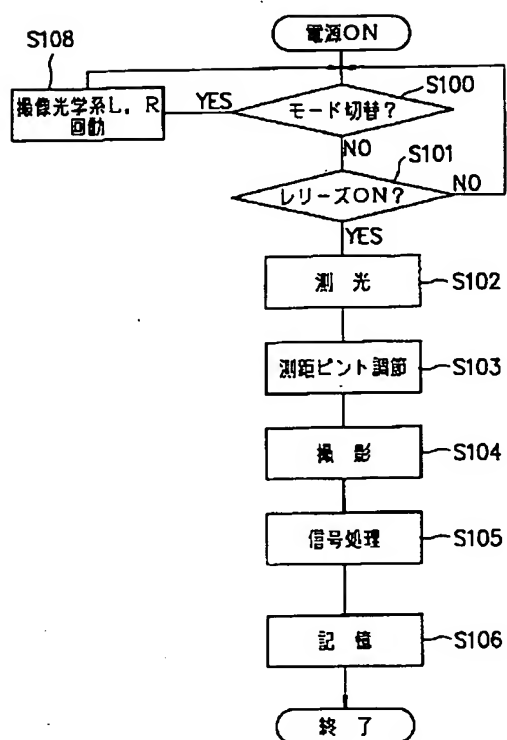 電源ON
S108
撮像光学系L，R
回動
YES
モード切替？
S100
NO
レリーズON？
S101
NO
YES
測 光
S102
測距ピント調節
S103
撮 影
S104
信号処理
S105
記 憶
S106
終 了